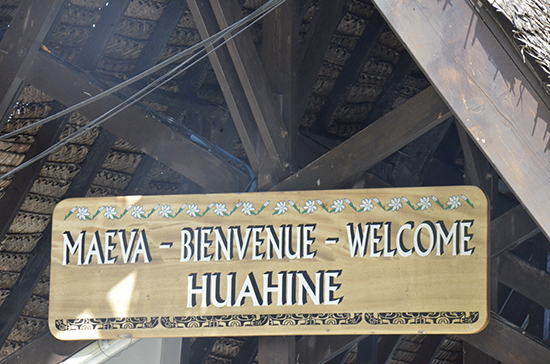 MAEVA - BIENVENUE - WELCOME
HUAHINE